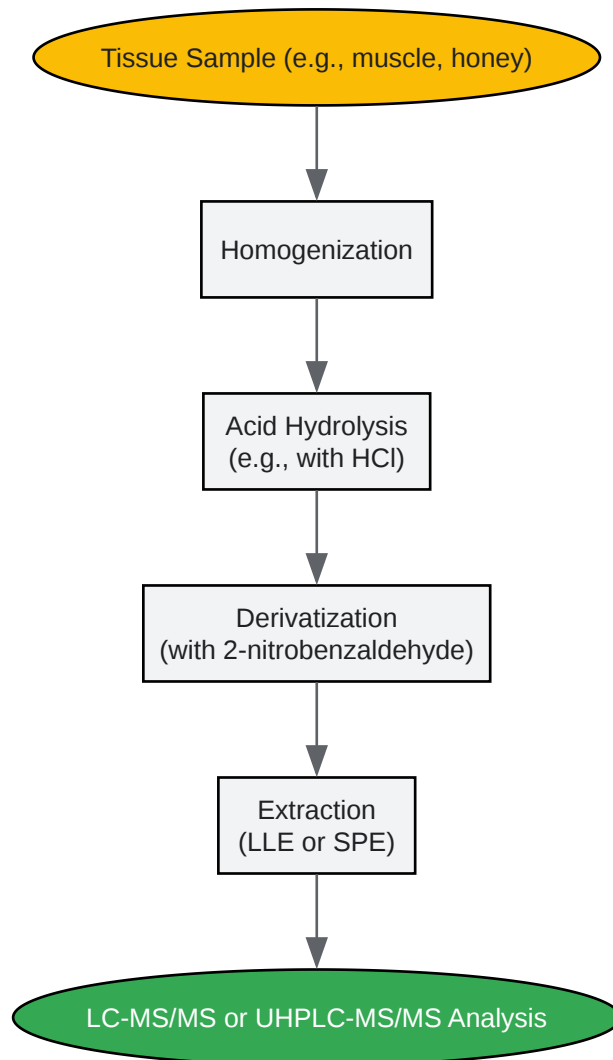 Tissue Sample (e.g., muscle, honey)
Homogenization
Acid Hydrolysis
(e.g., with HCl)
Derivatization
(with 2-nitrobenzaldehyde)
Extraction
(LLE or SPE)
LC-MS/MS or UHPLC-MS/MS Analysis